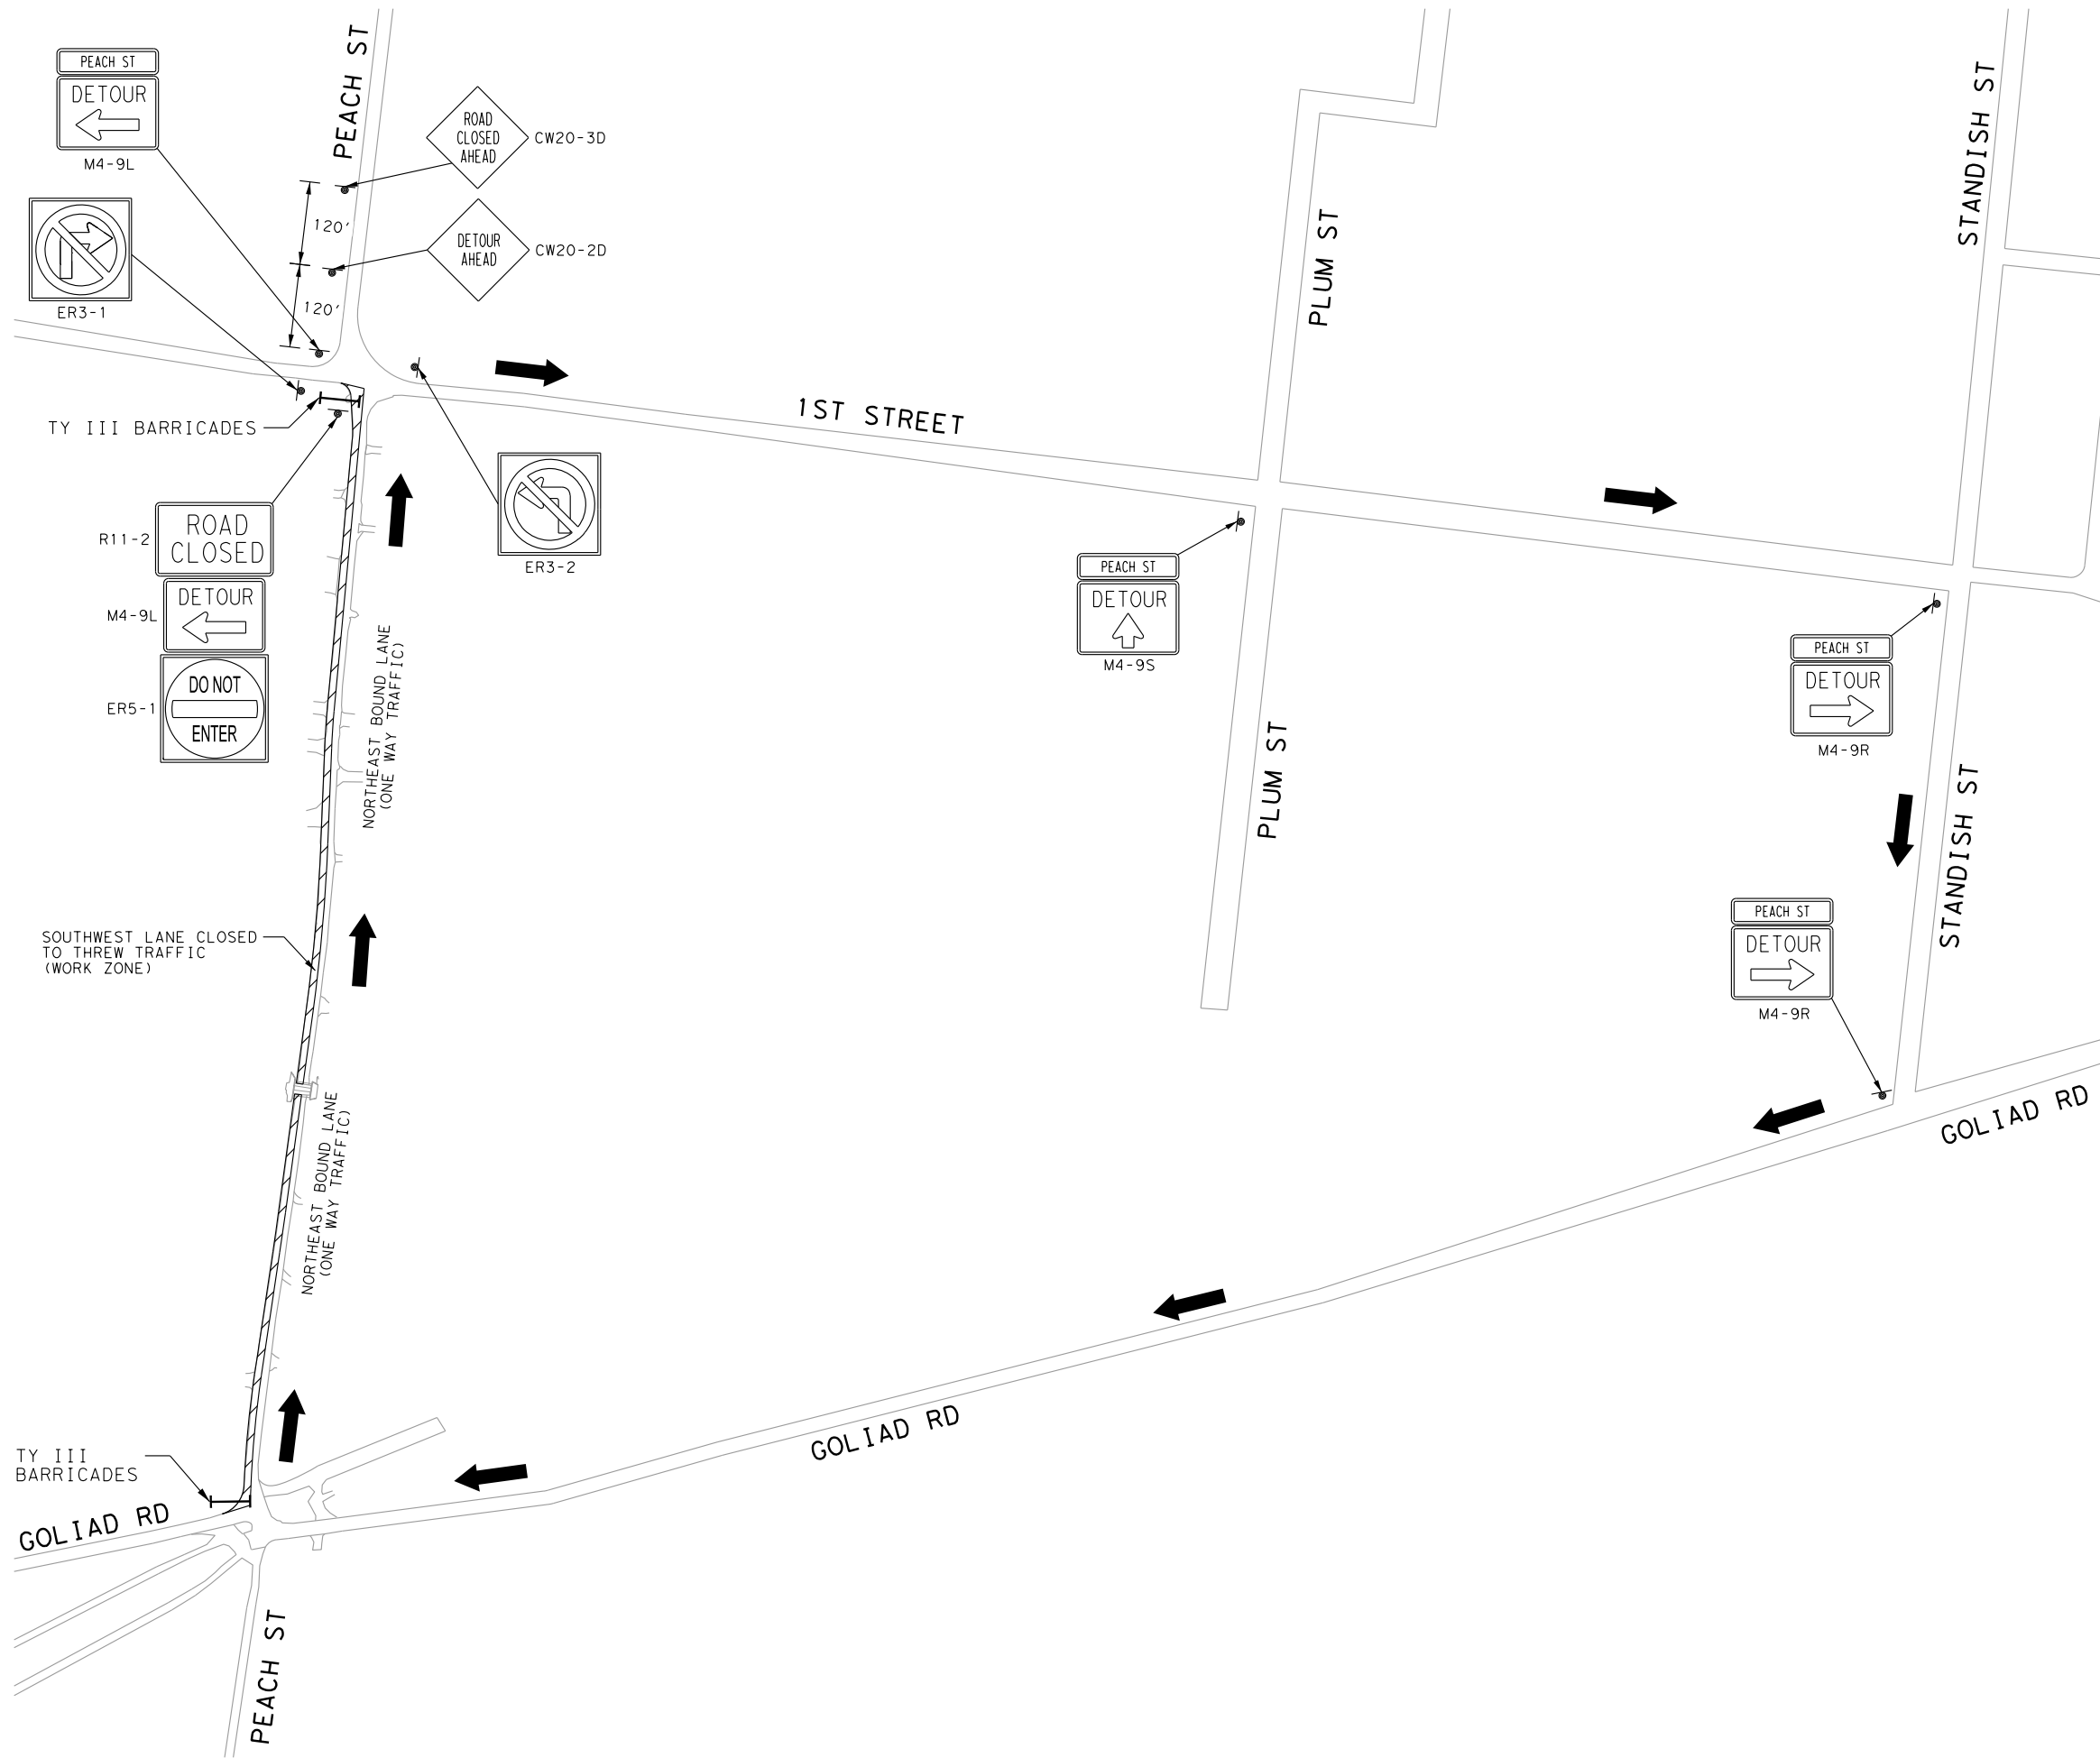 PEACH ST
DETOUR
M4-9L
PEACH ST
ROAD
CLOSED
AHEAD
CW20-3D
120'
DETOUR
AHEAD
CW20-2D
120'
ER3-1
TY III BARRICADES
R11-2
ROAD
CLOSED
M4-9L
DETOUR
ER5-1
DO NOT
ENTER
ER3-2
1ST STREET
PLUM ST
STANDISH ST
PEACH ST
DETOUR
M4-9S
PEACH ST
DETOUR
M4-9R
NORTHEAST BOUND LANE
(ONE WAY TRAFFIC)
PLUM ST
STANDISH ST
PEACH ST
DETOUR
M4-9R
SOUTHWEST LANE CLOSED
TO THREW TRAFFIC
(WORK ZONE)
NORTHEAST BOUND LANE
(ONE WAY TRAFFIC)
GOLIAD RD
GOLIAD RD
TY III
BARRICADES
GOLIAD RD
PEACH ST